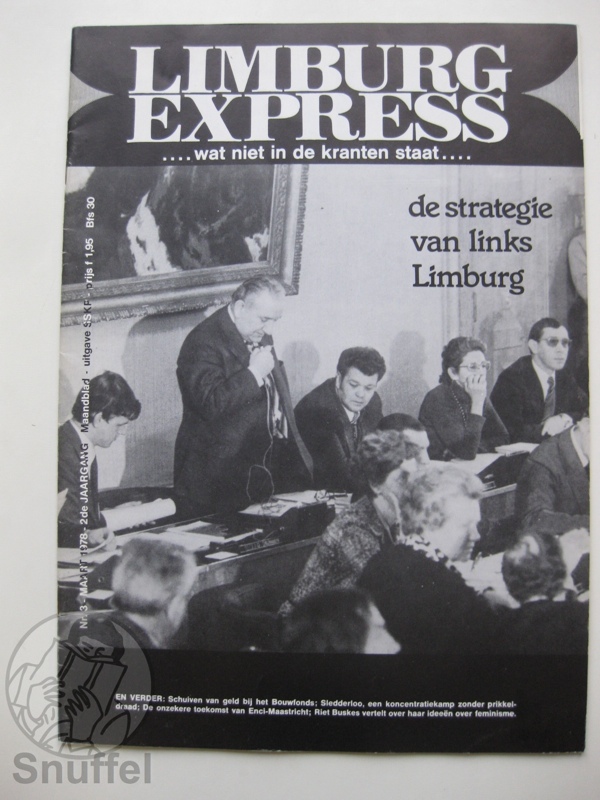 LIMBURG
EXPRESS
....wat niet in de kranten staat....
de strategie
van links
Limburg
Nr. 3 - MAART 1978 - 2de JAARGANG Maandblad - uitgave SSKP - prijs f 1,95 Bfs 30
EN VERDER: Schuiven van geld bij het Bouwfonds; Sledderloo, een koncentratiekamp zonder prikkel-
draad; De onzekere toekomst van Enci-Maastricht; Riet Buskes vertelt over haar ideeën over feminisme.
Snuffel